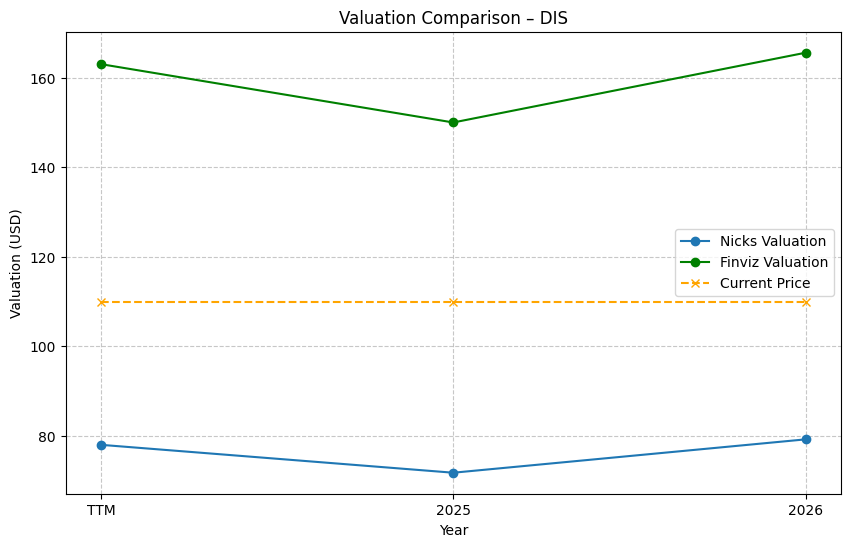 Valuation Comparison – DIS
Valuation (USD)
160
140
120
100
80
Nicks Valuation
Finviz Valuation
Current Price
TTM
2025
2026
Year